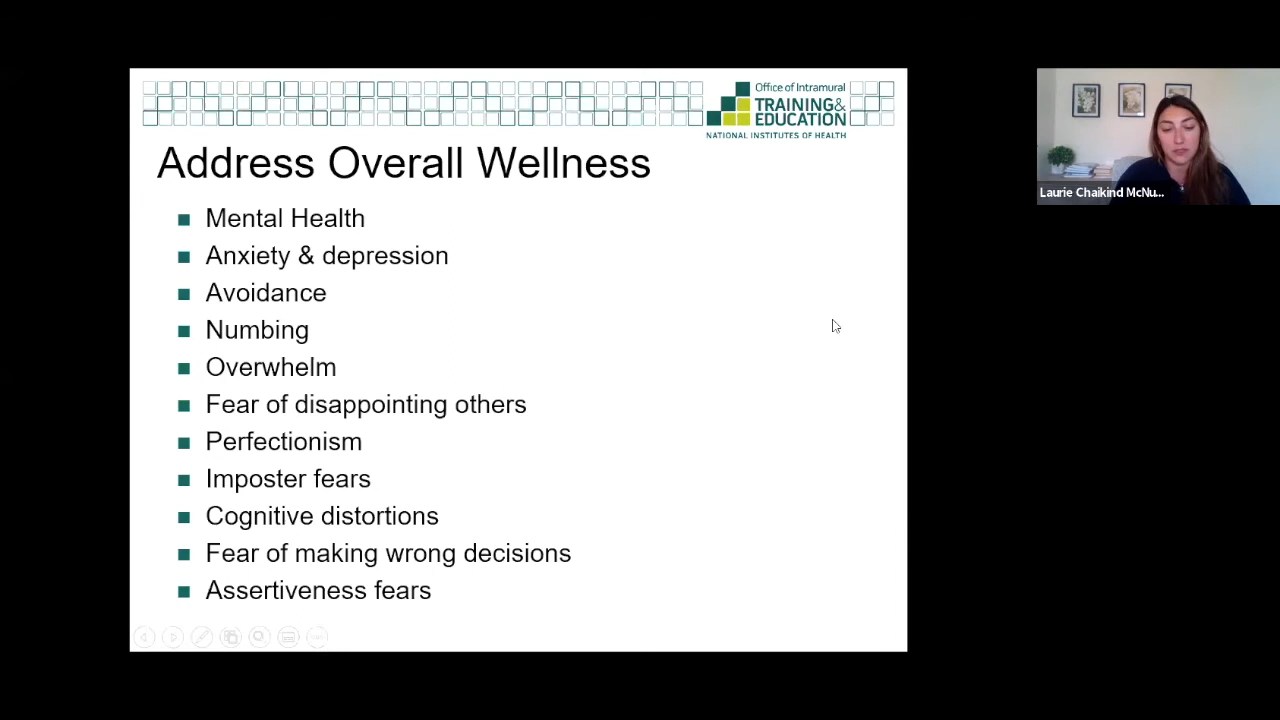 Office of Intramural
TRAINING&
EDUCATION
NATIONAL INSTITUTES OF HEALTH
Address Overall Wellness
Mental Health
Anxiety & depression
Avoidance
Numbing
Overwhelm
Fear of disappointing others
Perfectionism
Imposter fears
Cognitive distortions
Fear of making wrong decisions
Assertiveness fears
Laurie Chaikind McNu...